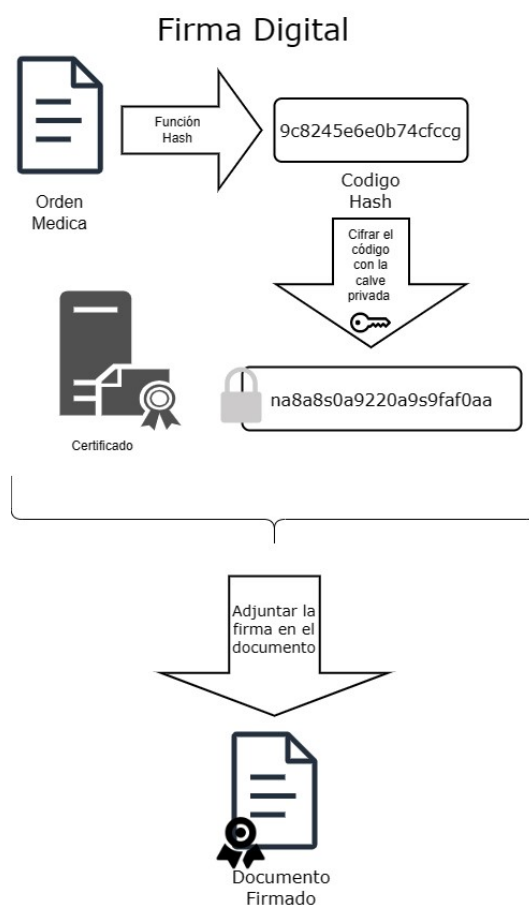 Firma Digital
Función
Hash
9c8245e6e0b74cfccg
Orden
Medica
Codigo
Hash
Cifrar el
código
con la
calve
privada
na8a8s0a9220a9s9faf0aa
Certificado
Adjuntar la
firma en el
documento
Documento
Firmado